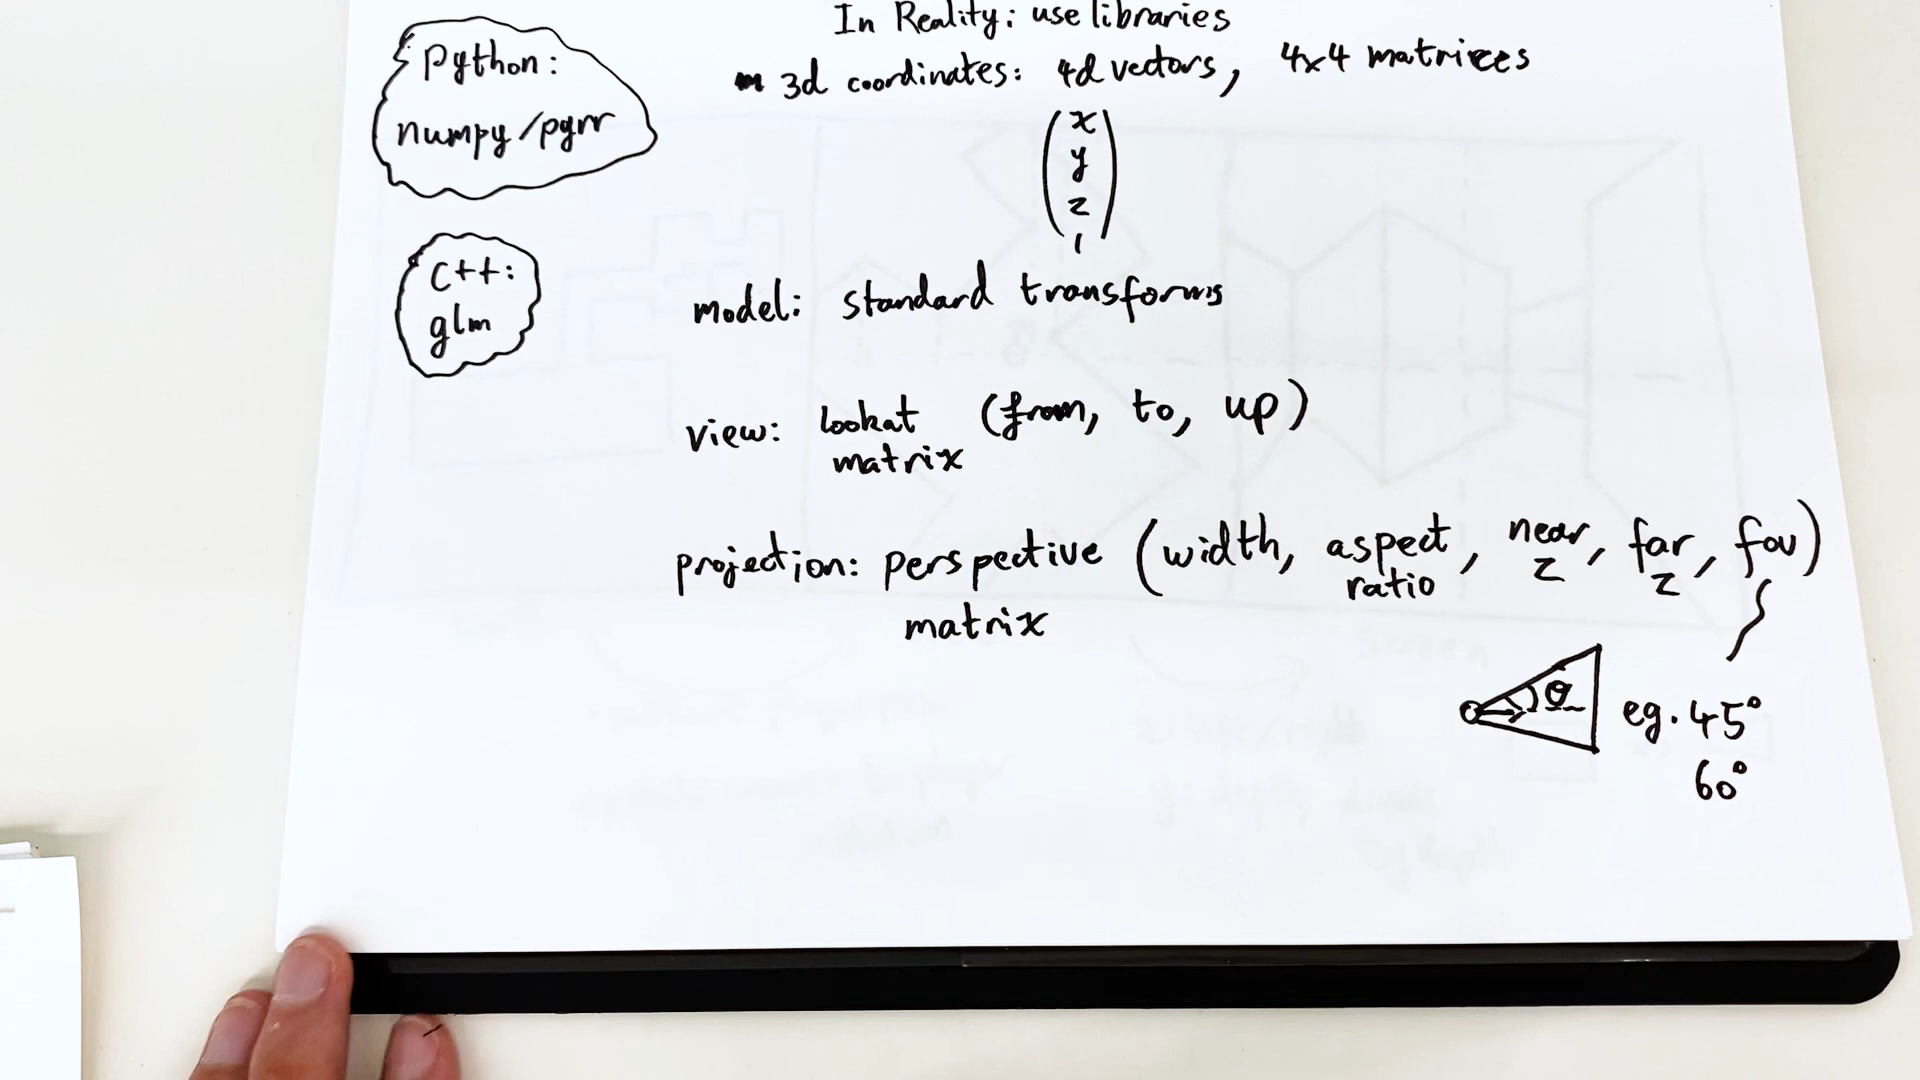 In Reality: use libraries
3d coordinates: 4d vectors, 4x4 matrices
Python:
numpy/pyrr
x
y
z
1
C++:
glm
model: standard transforms
view: lookat (from, to, up)
matrix
projection: perspective (width, aspect, near, far, fov)
ratio z z
matrix
θ
eg. 45°
60°